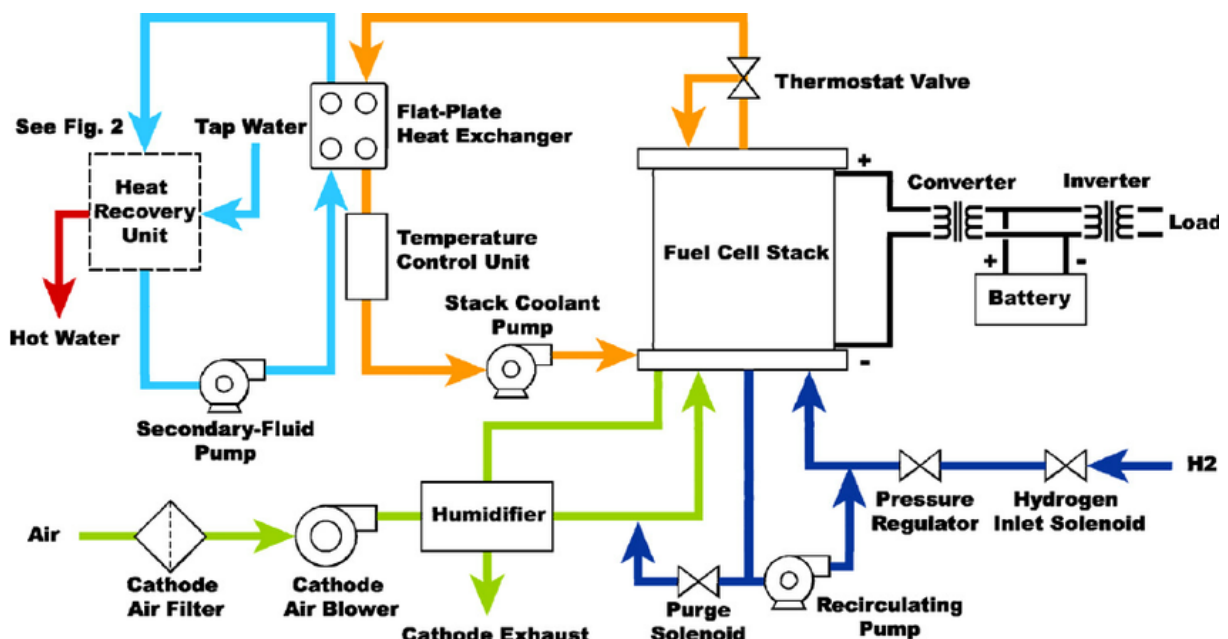 Thermostat Valve
Flat-Plate
Heat Exchanger
See Fig. 2
Tap Water
Heat
Recovery
Unit
Hot Water
Temperature
Control Unit
Stack Coolant
Pump
Secondary-Fluid
Pump
Fuel Cell Stack
+
-
Converter
Inverter
Load
+
-
Battery
H2
Pressure
Regulator
Hydrogen
Inlet Solenoid
Air
Cathode
Air Filter
Cathode
Air Blower
Humidifier
Cathode Exhaust
Purge
Solenoid
Recirculating
Pump